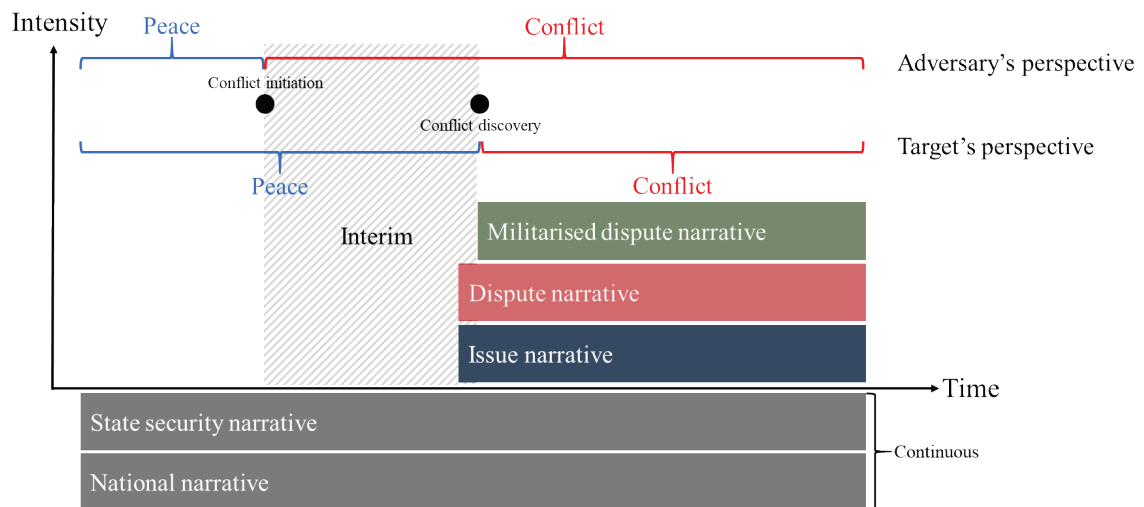 Intensity
Peace
Conflict
Adversary's perspective
Conflict initiation
Conflict discovery
Target's perspective
Peace
Conflict
Interim
Militarised dispute narrative
Dispute narrative
Issue narrative
Time
State security narrative
Continuous
National narrative